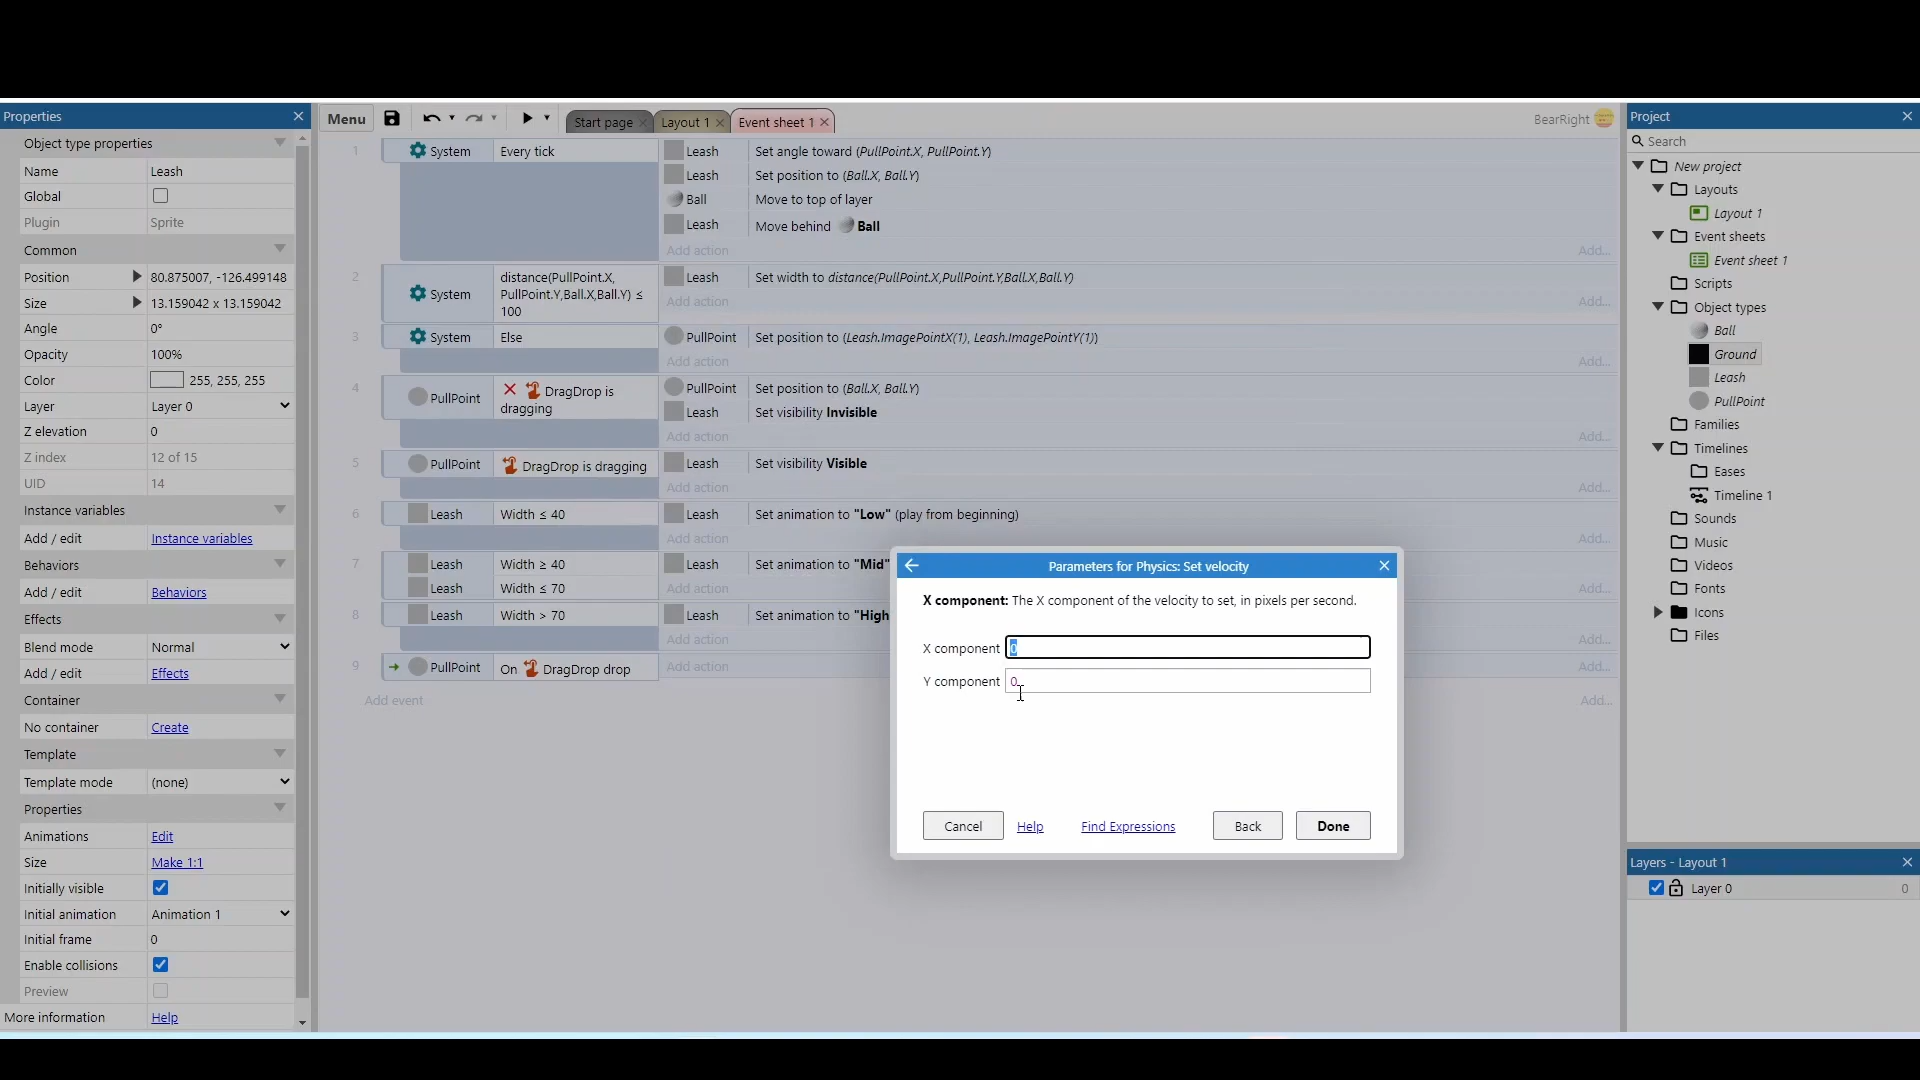 Properties
Object type properties
Name Leash
Global
Plugin Sprite
Common
Position 80.875007, -126.499148
Size 13.159042 x 13.159042
Angle 0°
Opacity 100%
Color 255, 255, 255
Layer Layer 0
Z elevation 0
Z index 12 of 15
UID 14
Instance variables
Add / edit Instance variables
Behaviors
Add / edit Behaviors
Effects
Blend mode Normal
Add / edit Effects
Container
No container Create
Template
Template mode (none)
Properties
Animations Edit
Size Make 1:1
Initially visible
Initial animation Animation 1
Initial frame 0
Enable collisions
Preview
More information Help
Menu Start page Layout 1 Event sheet 1 BearRight
1 System Every tick Leash Set angle toward (PullPoint.X, PullPoint.Y)
Leash Set position to (Ball.X, Ball.Y)
Ball Move to top of layer
Leash Move behind Ball
Add action Add...
2 System distance(PullPoint.X, PullPoint.Y,Ball.X,Ball.Y) ≤ 100 Leash Set width to distance(PullPoint.X,PullPoint.Y,Ball.X,Ball.Y)
Add action Add...
3 System Else PullPoint Set position to (Leash.ImagePointX(1), Leash.ImagePointY(1))
Add action Add...
4 PullPoint DragDrop is dragging PullPoint Set position to (Ball.X, Ball.Y)
Leash Set visibility Invisible
Add action Add...
5 PullPoint DragDrop is dragging Leash Set visibility Visible
Add action Add...
6 Leash Width ≤ 40 Leash Set animation to "Low" (play from beginning)
Add action Add...
7 Leash Width ≥ 40 Leash Set animation to "Mid"
Leash Width ≤ 70 Add action Add...
8 Leash Width > 70 Leash Set animation to "High
Add action Add...
9 PullPoint On DragDrop drop Add action Add...
Add event Add...
Parameters for Physics: Set velocity
X component: The X component of the velocity to set, in pixels per second.
X component 0
Y component 0
Cancel Help Find Expressions Back Done
Project
Search
New project
Layouts
Layout 1
Event sheets
Event sheet 1
Scripts
Object types
Ball
Ground
Leash
PullPoint
Families
Timelines
Eases
Timeline 1
Sounds
Music
Videos
Fonts
Icons
Files
Layers - Layout 1
Layer 0 0